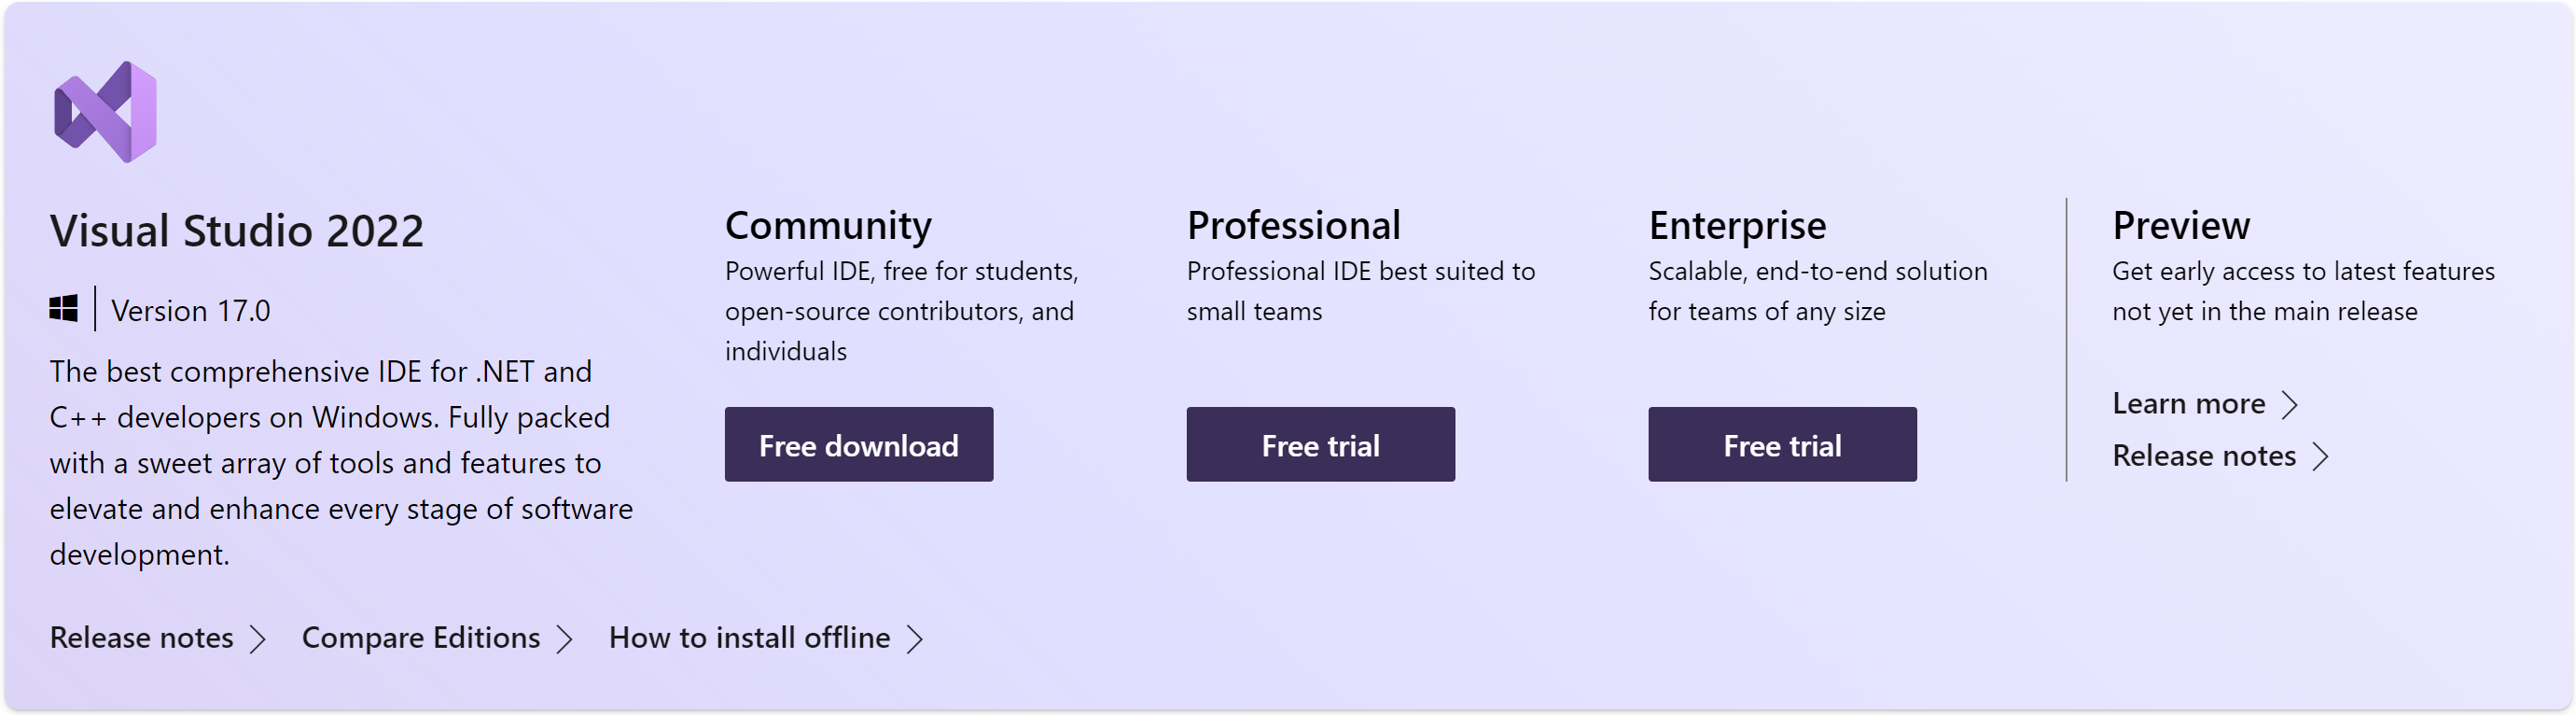 Visual Studio 2022
Version 17.0
The best comprehensive IDE for .NET and
C++ developers on Windows. Fully packed
with a sweet array of tools and features to
elevate and enhance every stage of software
development.
Community
Powerful IDE, free for students,
open-source contributors, and
individuals
Free download
Professional
Professional IDE best suited to
small teams
Free trial
Enterprise
Scalable, end-to-end solution
for teams of any size
Free trial
Preview
Get early access to latest features
not yet in the main release
Learn more
Release notes
Release notes
Compare Editions
How to install offline